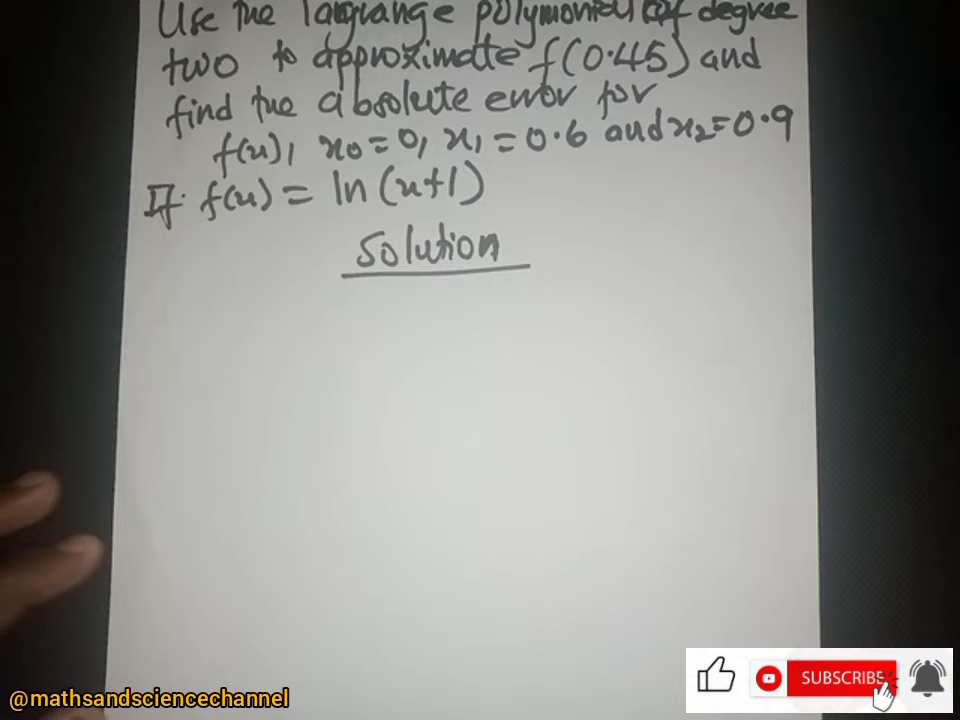 Use the langrange polynomial of degree
two to approximate f(0.45) and
find the absolute error for
f(x), x0 = 0, x1 = 0.6 and x2 = 0.9
If f(x) = ln(x+1)
Solution
SUBSCRIBE
@mathsandsciencechannel